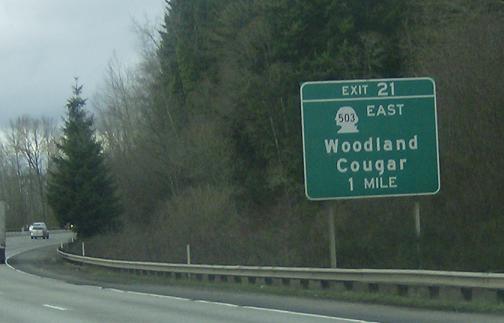 EXIT 21
503 EAST
Woodland
Cougar
1 MILE